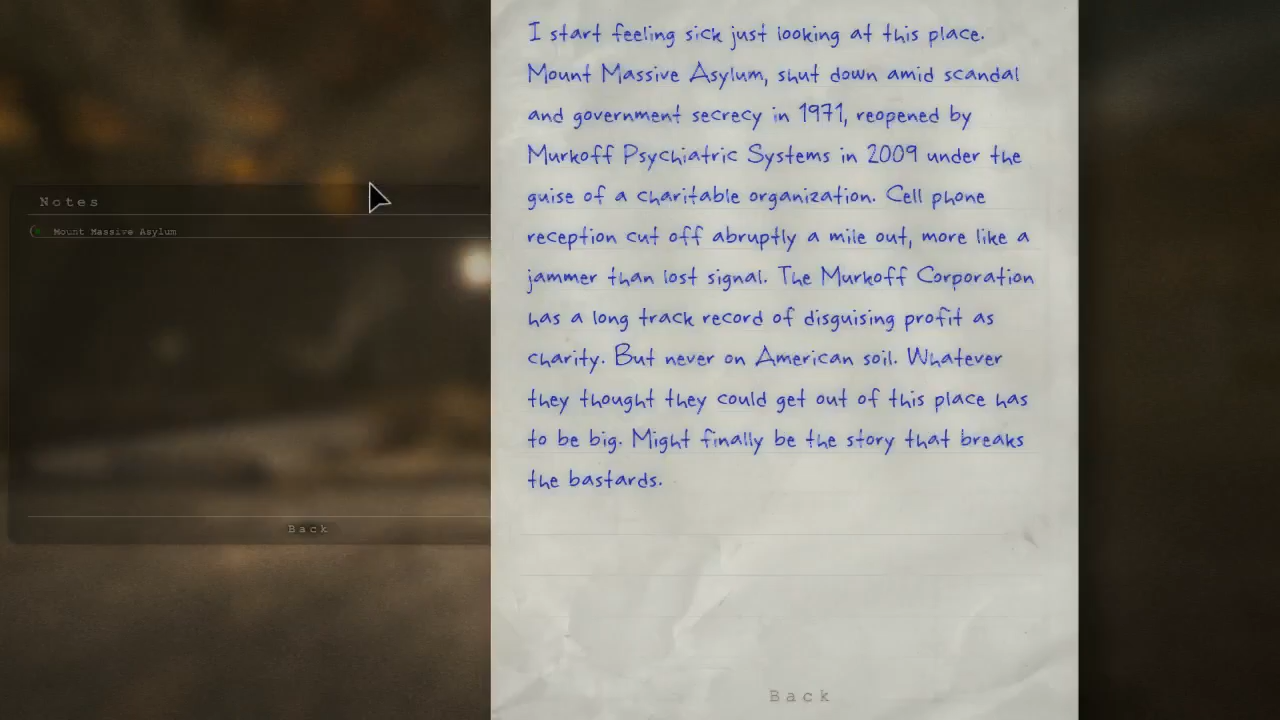 Notes
Mount Massive Asylum
Back
I start feeling sick just looking at this place.
Mount Massive Asylum, shut down amid scandal
and government secrecy in 1971, reopened by
Murkoff Psychiatric Systems in 2009 under the
guise of a charitable organization. Cell phone
reception cut off abruptly a mile out, more like a
jammer than lost signal. The Murkoff Corporation
has a long track record of disguising profit as
charity. But never on American soil. Whatever
they thought they could get out of this place has
to be big. Might finally be the story that breaks
the bastards.
Back